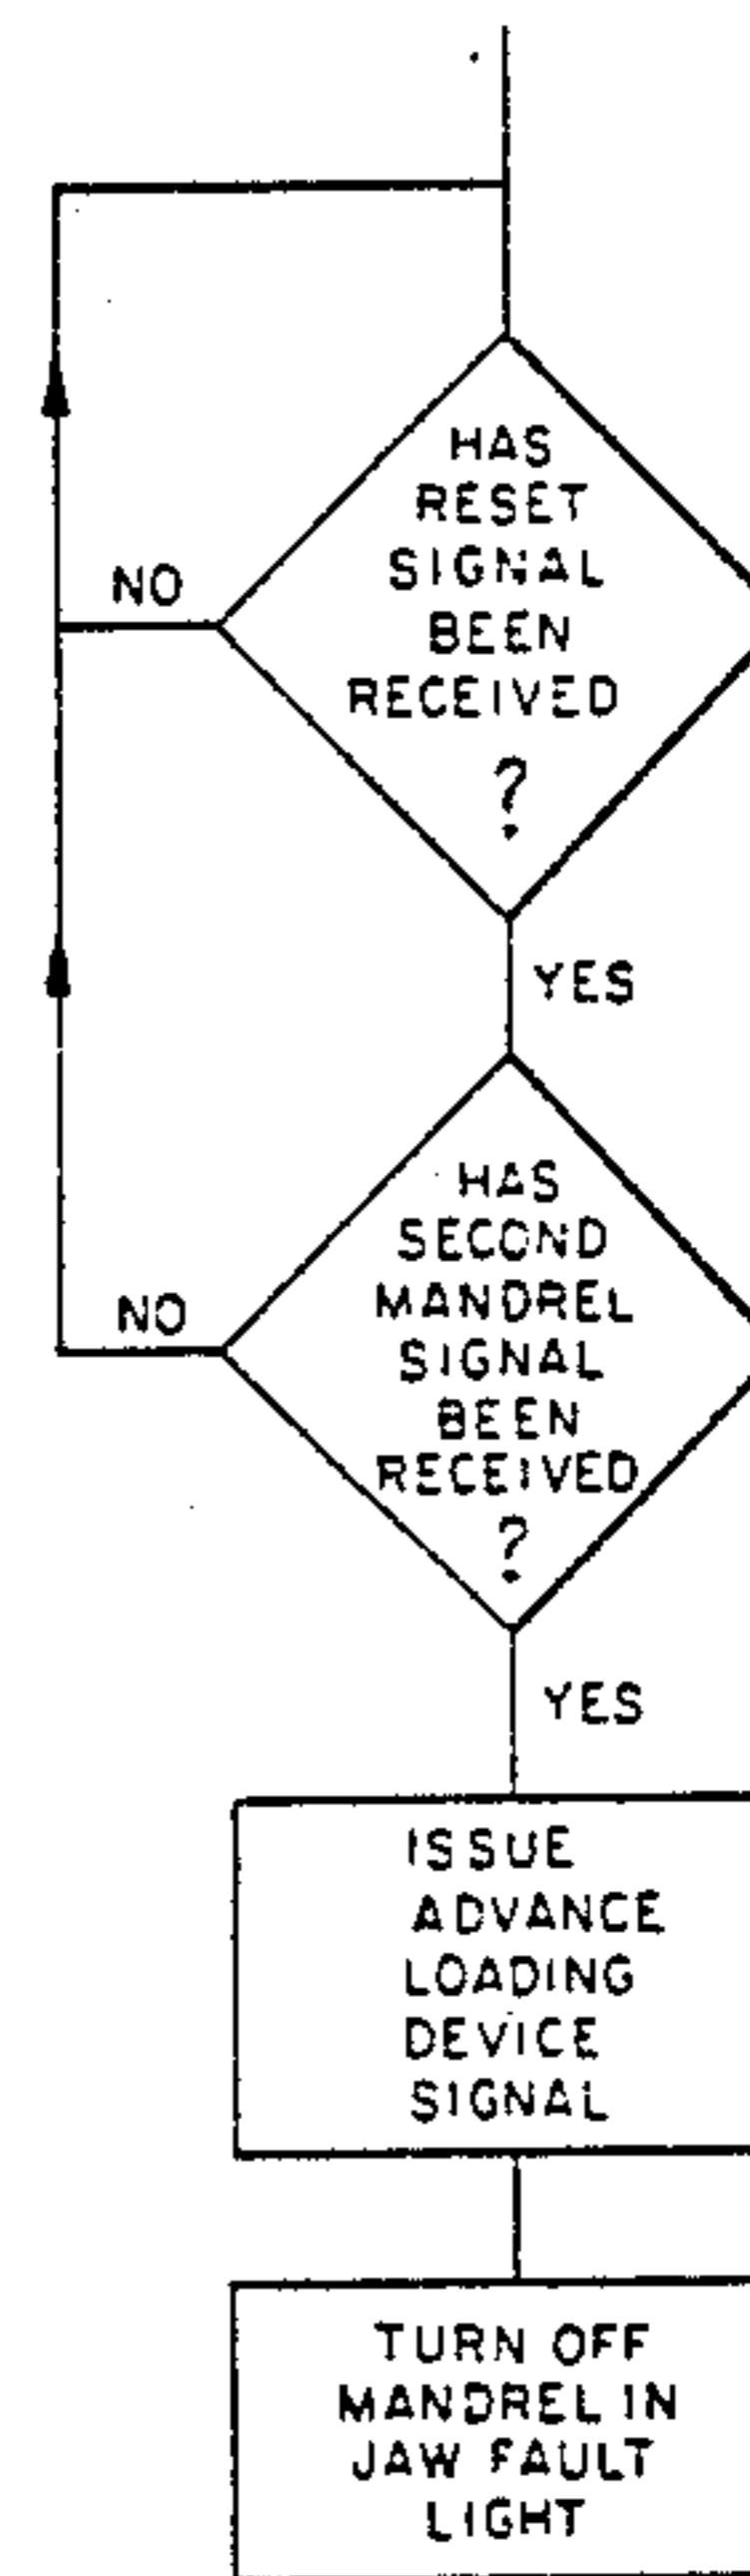 HAS
RESET
SIGNAL
BEEN
RECEIVED
?
NO
YES
HAS
SECOND
MANDREL
SIGNAL
BEEN
RECEIVED
?
NO
YES
ISSUE
ADVANCE
LOADING
DEVICE
SIGNAL
TURN OFF
MANDREL IN
JAW FAULT
LIGHT